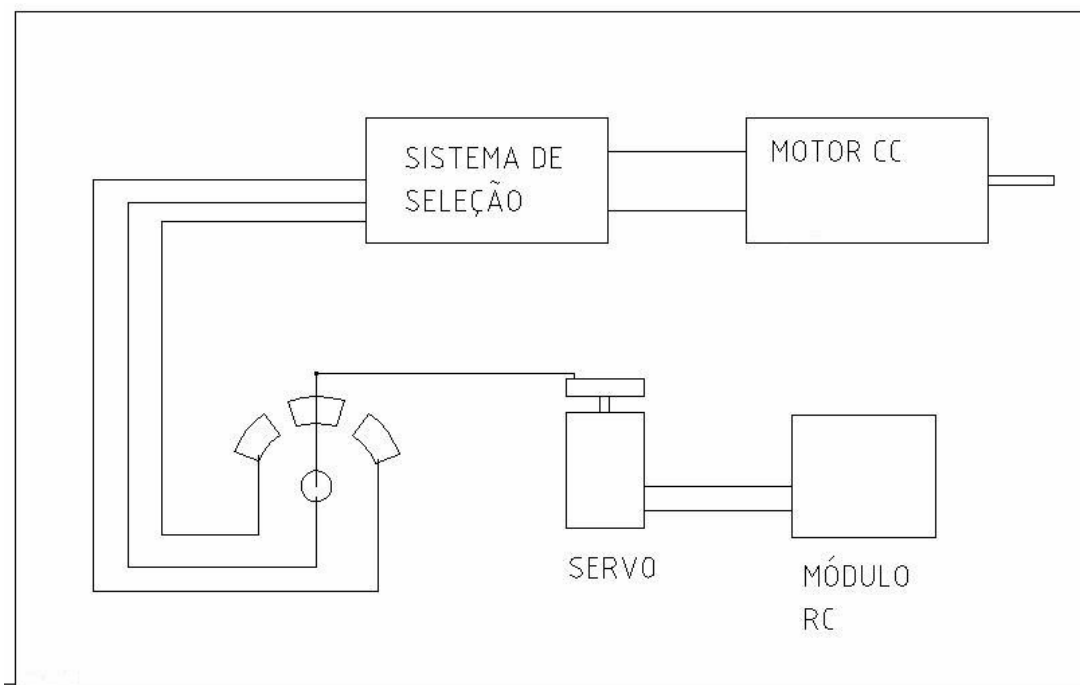 SISTEMA DE
SELEÇÃO
MOTOR CC
SERVO
MÓDULO
RC